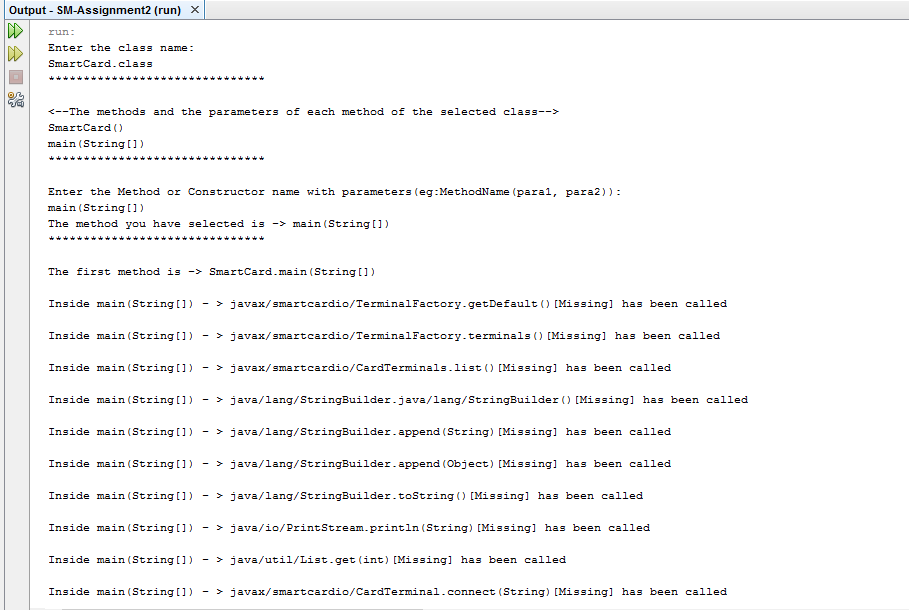 Output - SM-Assignment2 (run) ×
run:
Enter the class name:
SmartCard.class
*******************************
<--The methods and the parameters of each method of the selected class-->
SmartCard()
main(String[])
*******************************
Enter the Method or Constructor name with parameters(eg:MethodName(para1, para2)):
main(String[])
The method you have selected is -> main(String[])
*******************************
The first method is -> SmartCard.main(String[])
Inside main(String[]) - > javax/smartcardio/TerminalFactory.getDefault()[Missing] has been called
Inside main(String[]) - > javax/smartcardio/TerminalFactory.terminals()[Missing] has been called
Inside main(String[]) - > javax/smartcardio/CardTerminals.list()[Missing] has been called
Inside main(String[]) - > java/lang/StringBuilder.java/lang/StringBuilder()[Missing] has been called
Inside main(String[]) - > java/lang/StringBuilder.append(String)[Missing] has been called
Inside main(String[]) - > java/lang/StringBuilder.append(Object)[Missing] has been called
Inside main(String[]) - > java/lang/StringBuilder.toString()[Missing] has been called
Inside main(String[]) - > java/io/PrintStream.println(String)[Missing] has been called
Inside main(String[]) - > java/util/List.get(int)[Missing] has been called
Inside main(String[]) - > javax/smartcardio/CardTerminal.connect(String)[Missing] has been called